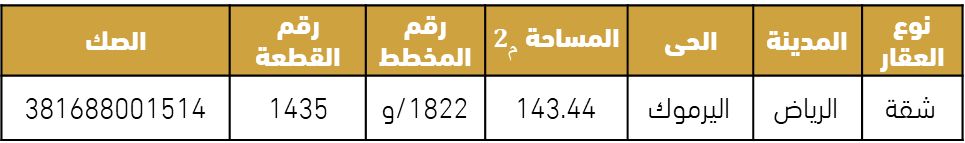 نوع العقار | المدينة | الحى | المساحة م2 | رقم المخطط | رقم القطعة | الصك
شقة | الرياض | اليرموك | 143.44 | 1822/و | 1435 | 381688001514